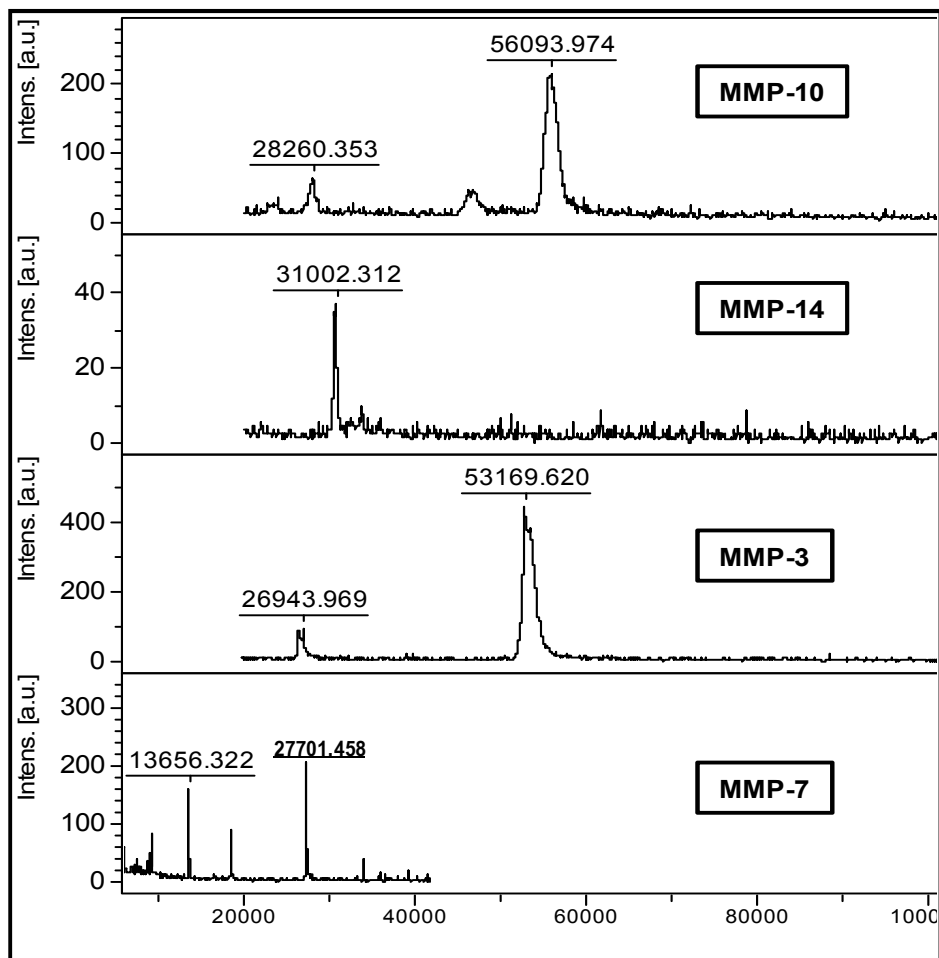 Intens. [a.u.]
56093.974
200
MMP-10
28260.353
100
0
Intens. [a.u.]
31002.312
40
MMP-14
20
0
Intens. [a.u.]
53169.620
400
MMP-3
200
26943.969
0
Intens. [a.u.]
300
13656.322
27701.458
200
MMP-7
100
0
20000 40000 60000 80000 1000